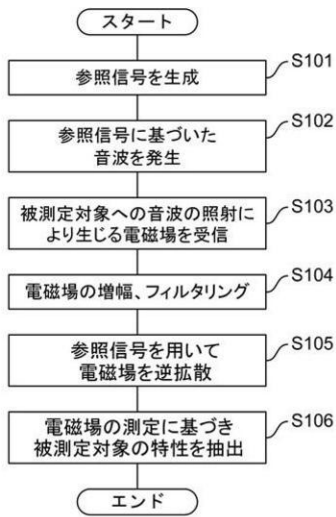 スタート
参照信号を生成
S101
参照信号に基づいた
音波を発生
S102
被測定対象への音波の照射に
より生じる電磁場を受信
S103
電磁場の増幅、フィルタリング
S104
参照信号を用いて
電磁場を逆拡散
S105
電磁場の測定に基づき
被測定対象の特性を抽出
S106
エンド